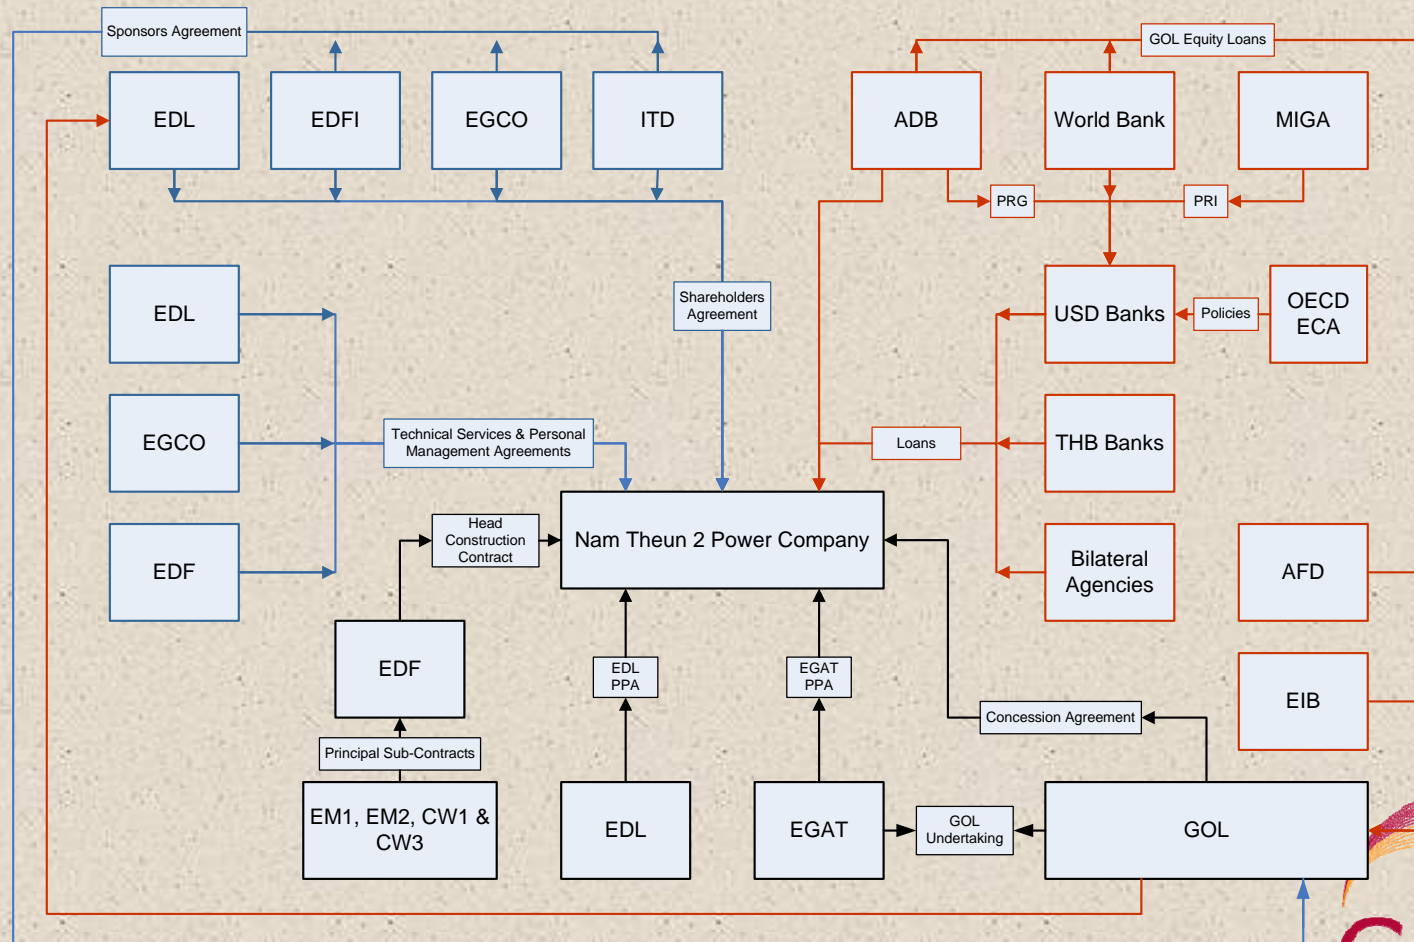 Sponsors Agreement
GOL Equity Loans
EDL
EDFI
EGCO
ITD
ADB
World Bank
MIGA
PRG
PRI
EDL
Shareholders
Agreement
USD Banks
Policies
OECD
ECA
EGCO
Technical Services & Personal
Management Agreements
Loans
THB Banks
EDF
Head
Construction
Contract
Nam Theun 2 Power Company
Bilateral
Agencies
AFD
EDF
EDL
PPA
EGAT
PPA
EIB
Concession Agreement
Principal Sub-Contracts
EM1, EM2, CW1 &
CW3
EDL
EGAT
GOL
Undertaking
GOL